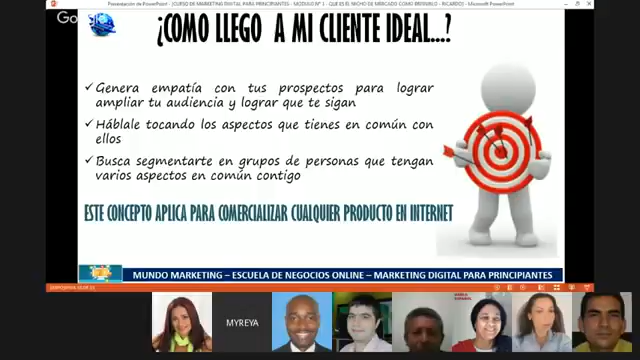 ¿COMO LLEGO A MI CLIENTE IDEAL...?
✓ Genera empatía con tus prospectos para lograr
ampliar tu audiencia y lograr que te sigan
✓ Háblale tocando los aspectos que tienes en común con
ellos
✓ Busca segmentarte en grupos de personas que tengan
varios aspectos en común contigo
ESTE CONCEPTO APLICA PARA COMERCIALIZAR CUALQUIER PRODUCTO EN INTERNET
MUNDO MARKETING – ESCUELA DE NEGOCIOS ONLINE – MARKETING DIGITAL PARA PRINCIPIANTES
MYREYA